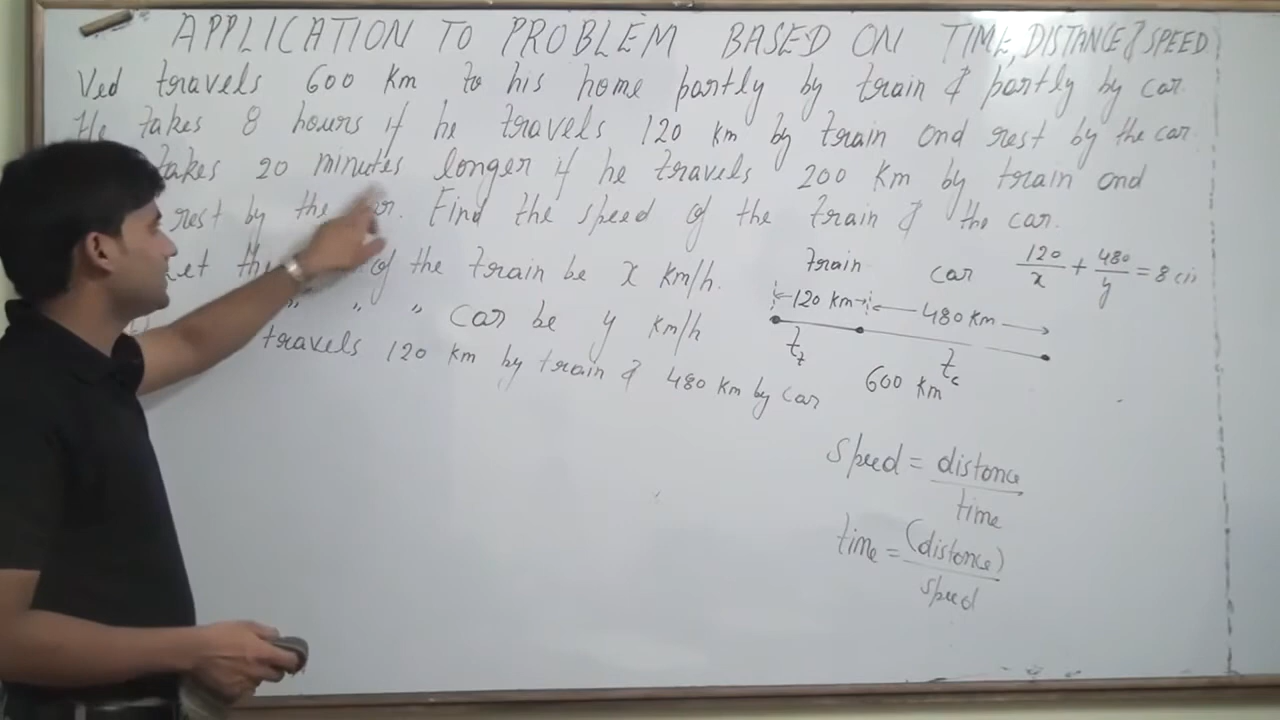 APPLICATION TO PROBLEM BASED ON TIME, DISTANCE & SPEED
Ved travels 600 Km to his home partly by train & partly by car.
He takes 8 hours if he travels 120 km by train and rest by the car.
takes 20 minutes longer if he travels 200 Km by train and
rest by the car. Find the speed of the train & the car.
Let the of the train be x km/h.
" " " car be y km/h
travels 120 km by train & 480 km by car
train car
120 km 480 km
t_t t_c
600 km
120/x + 480/y = 8 (i)
speed = distance/time
time = (distance)/speed